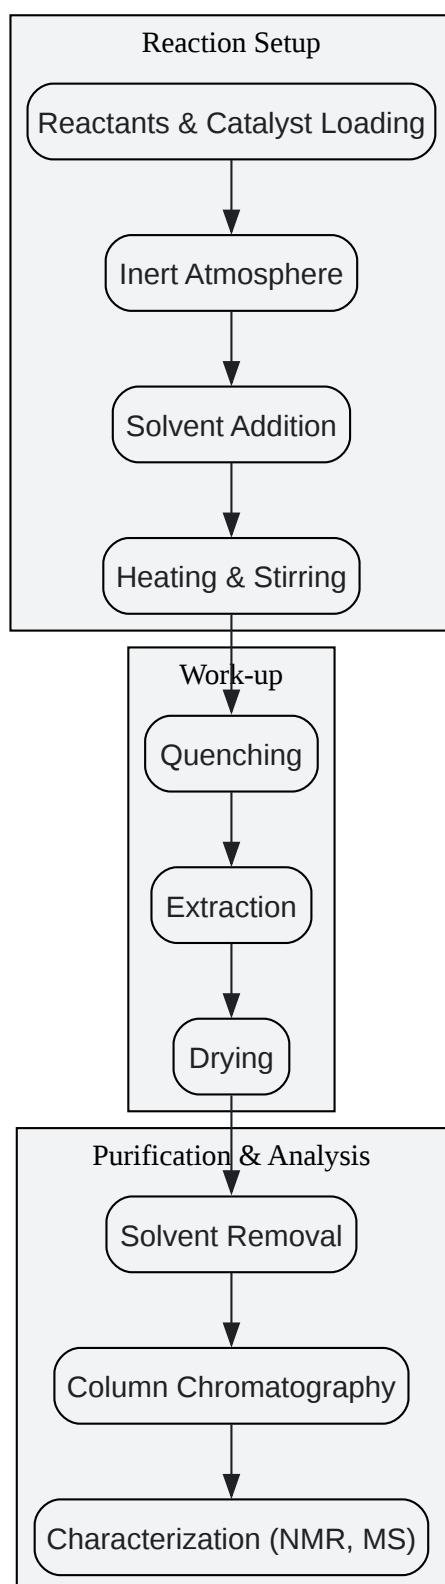 Reaction Setup
Reactants & Catalyst Loading
Inert Atmosphere
Solvent Addition
Heating & Stirring
Work-up
Quenching
Extraction
Drying
Purification & Analysis
Solvent Removal
Column Chromatography
Characterization (NMR, MS)